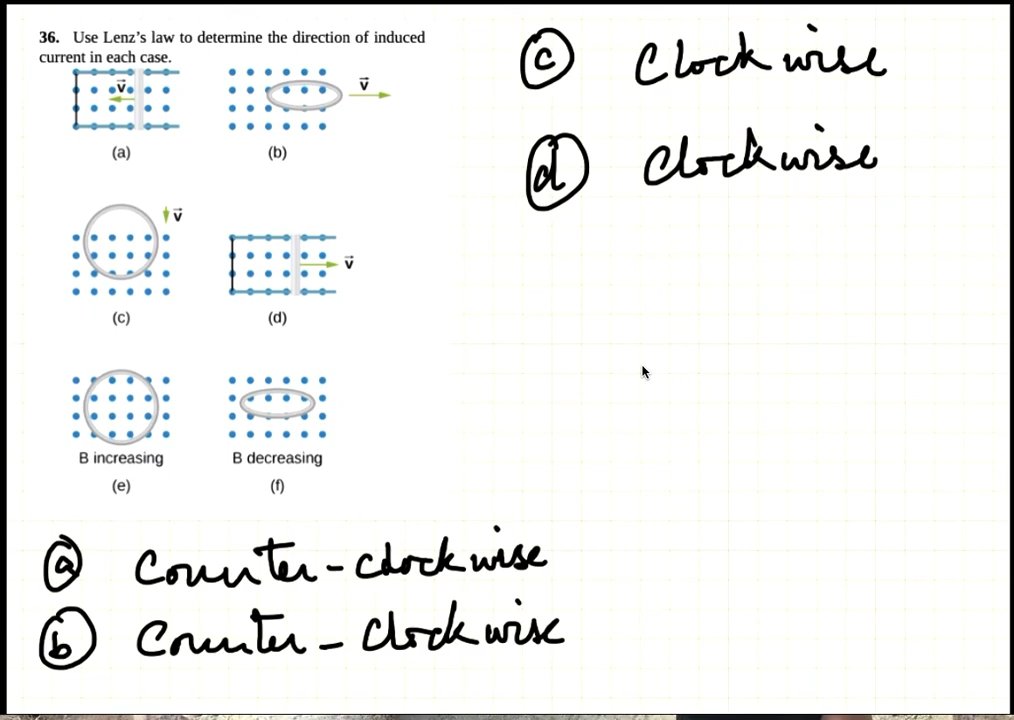 36. Use Lenz's law to determine the direction of induced
current in each case.
v
v
(a)
(b)
v
v
(c)
(d)
B increasing
B decreasing
(e)
(f)
a Counter-clockwise
b Counter-Clockwise
c Clockwise
d Clockwise